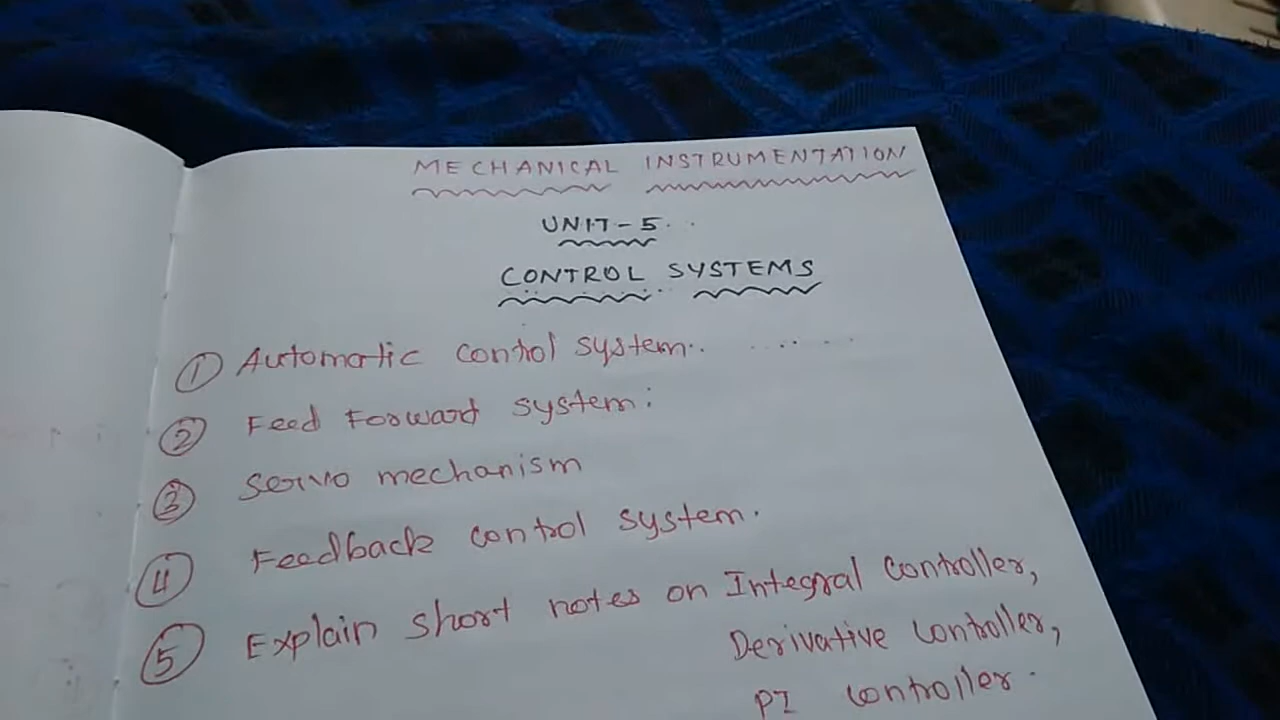 MECHANICAL INSTRUMENTATION
UNIT-5
CONTROL SYSTEMS
① Automatic control system..
② Feed Forward system:
③ Servo mechanism
④ Feedback control system.
⑤ Explain short notes on Integral controller,
Derivative controller,
PI controller.